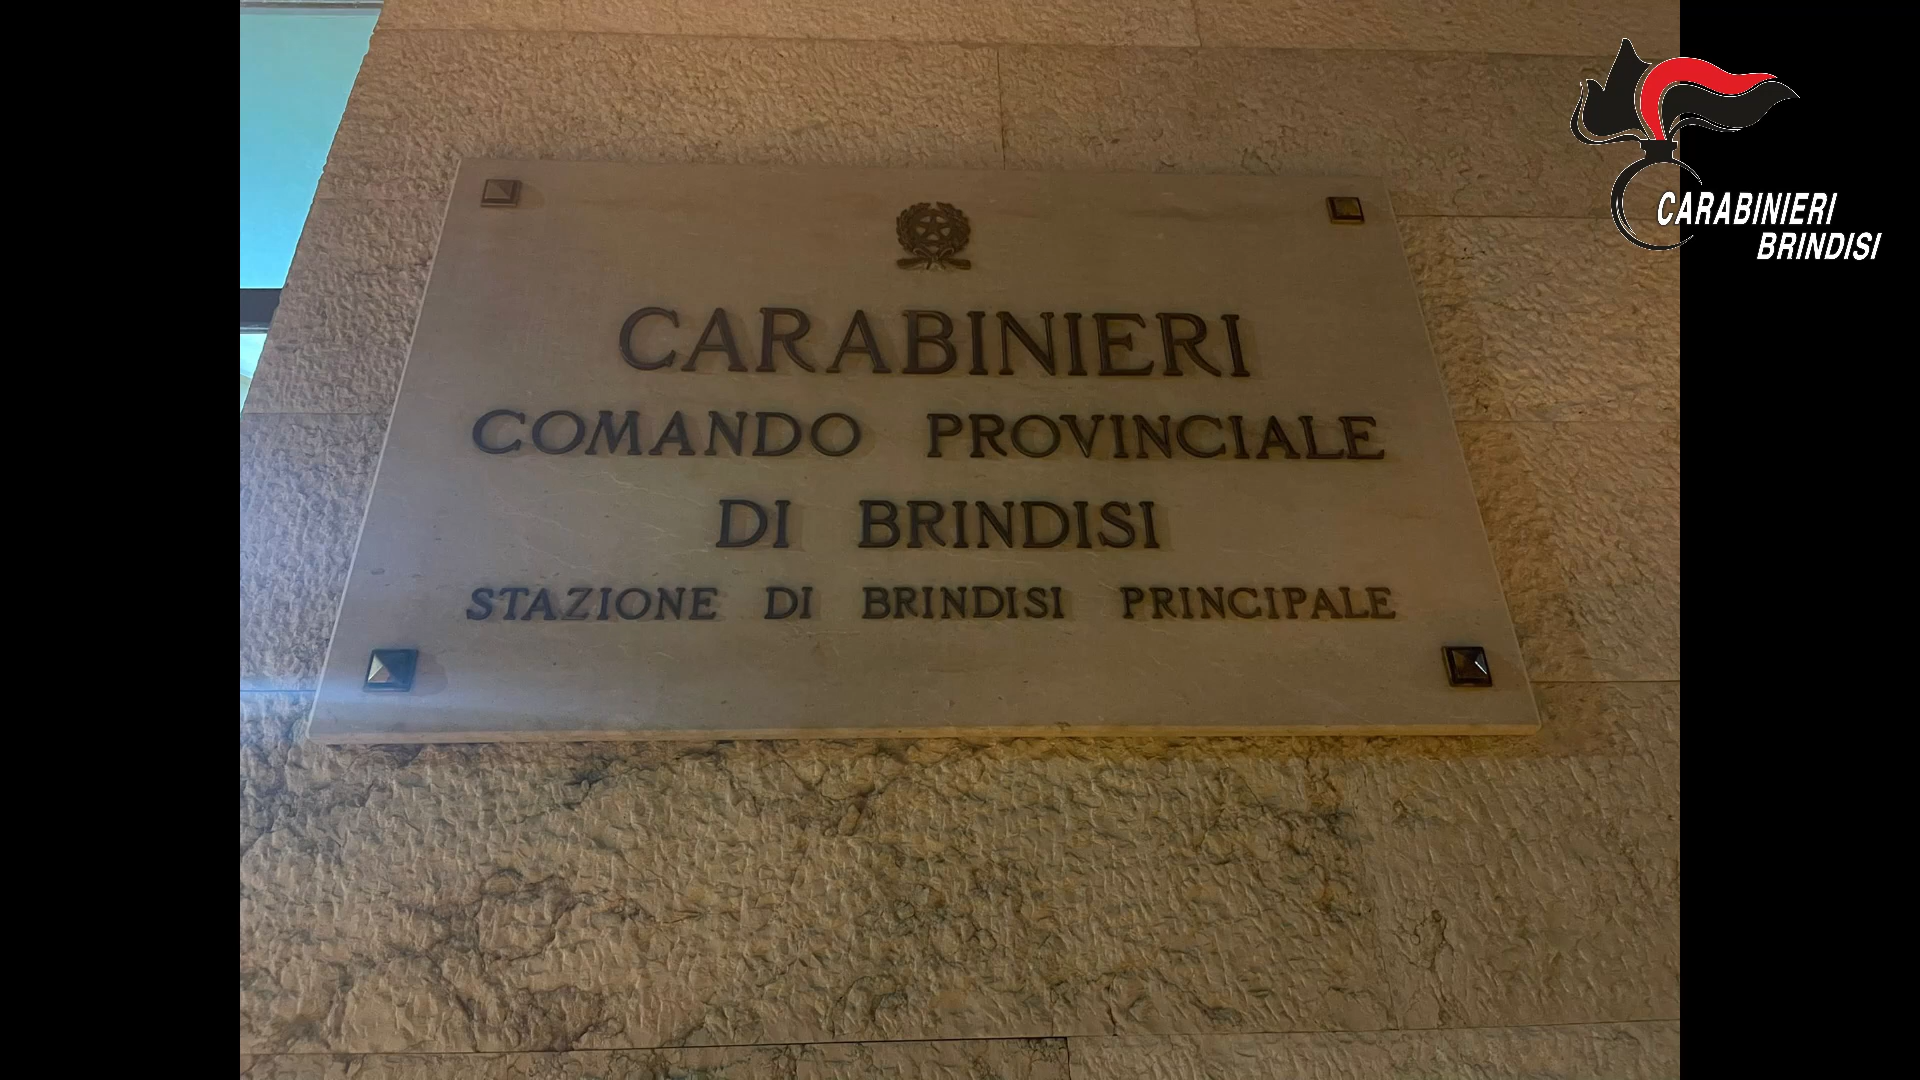 CARABINIERI
COMANDO PROVINCIALE
DI BRINDISI
STAZIONE DI BRINDISI PRINCIPALE
CARABINIERI
BRINDISI